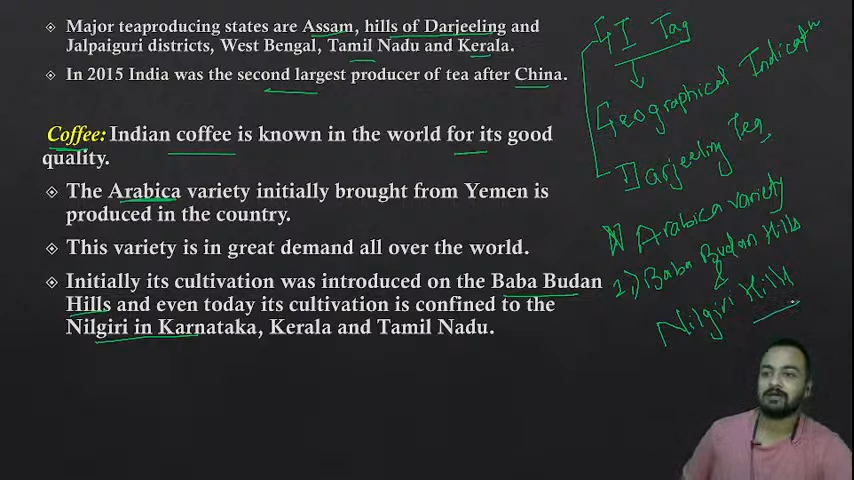 Major teaproducing states are Assam, hills of Darjeeling and
Jalpaiguri districts, West Bengal, Tamil Nadu and Kerala.
In 2015 India was the second largest producer of tea after China.
Coffee: Indian coffee is known in the world for its good
quality.
The Arabica variety initially brought from Yemen is
produced in the country.
This variety is in great demand all over the world.
Initially its cultivation was introduced on the Baba Budan
Hills and even today its cultivation is confined to the
Nilgiri in Karnataka, Kerala and Tamil Nadu.
GI Tag
Geographical Indication
Darjeeling Tea
Arabica variety
1) Baba Budan Hills
Nilgiri Hills